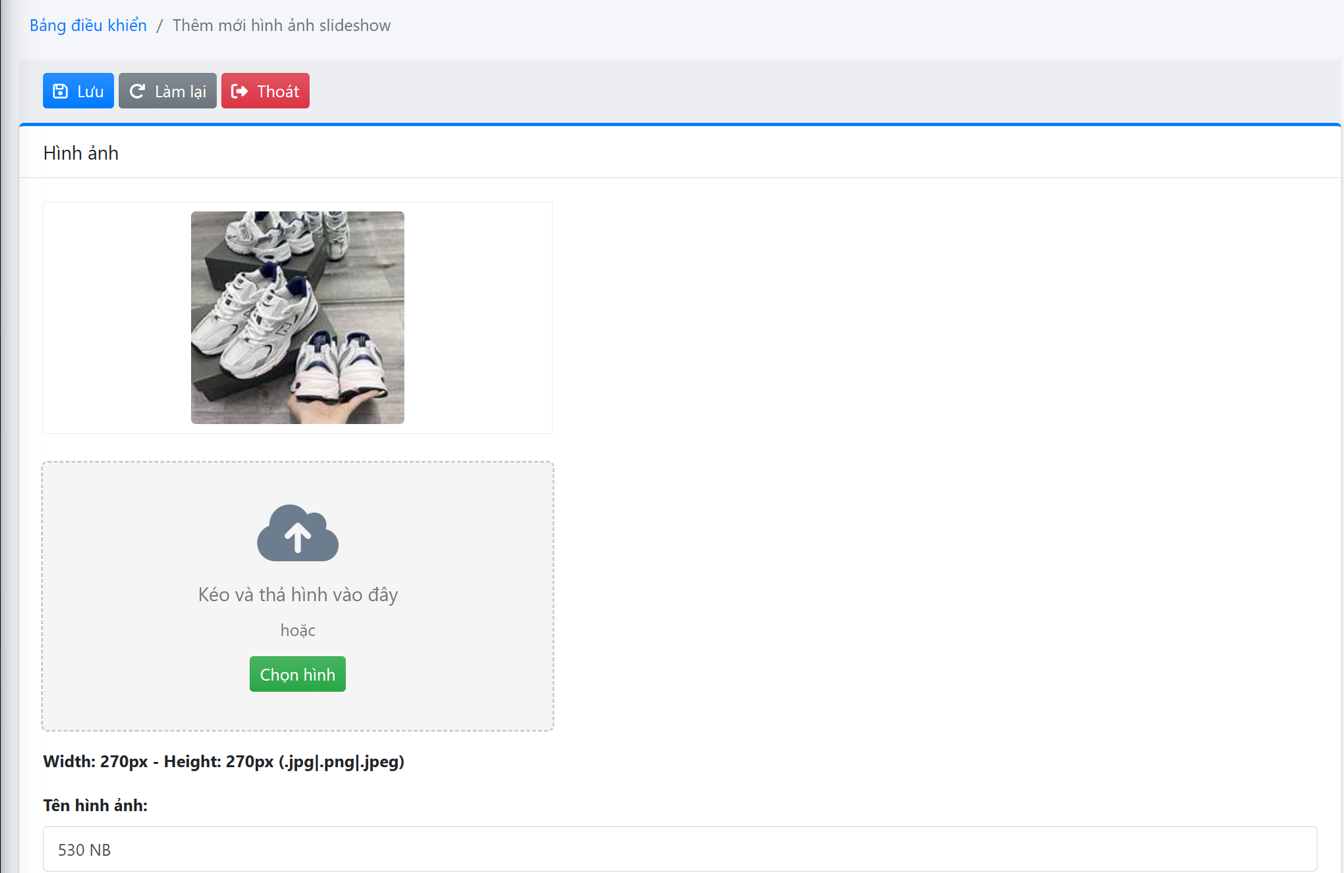 Bảng điều khiển / Thêm mới hình ảnh slideshow
Lưu Làm lại Thoát
Hình ảnh
Kéo và thả hình vào đây
hoặc
Chọn hình
Width: 270px - Height: 270px (.jpg|.png|.jpeg)
Tên hình ảnh:
530 NB